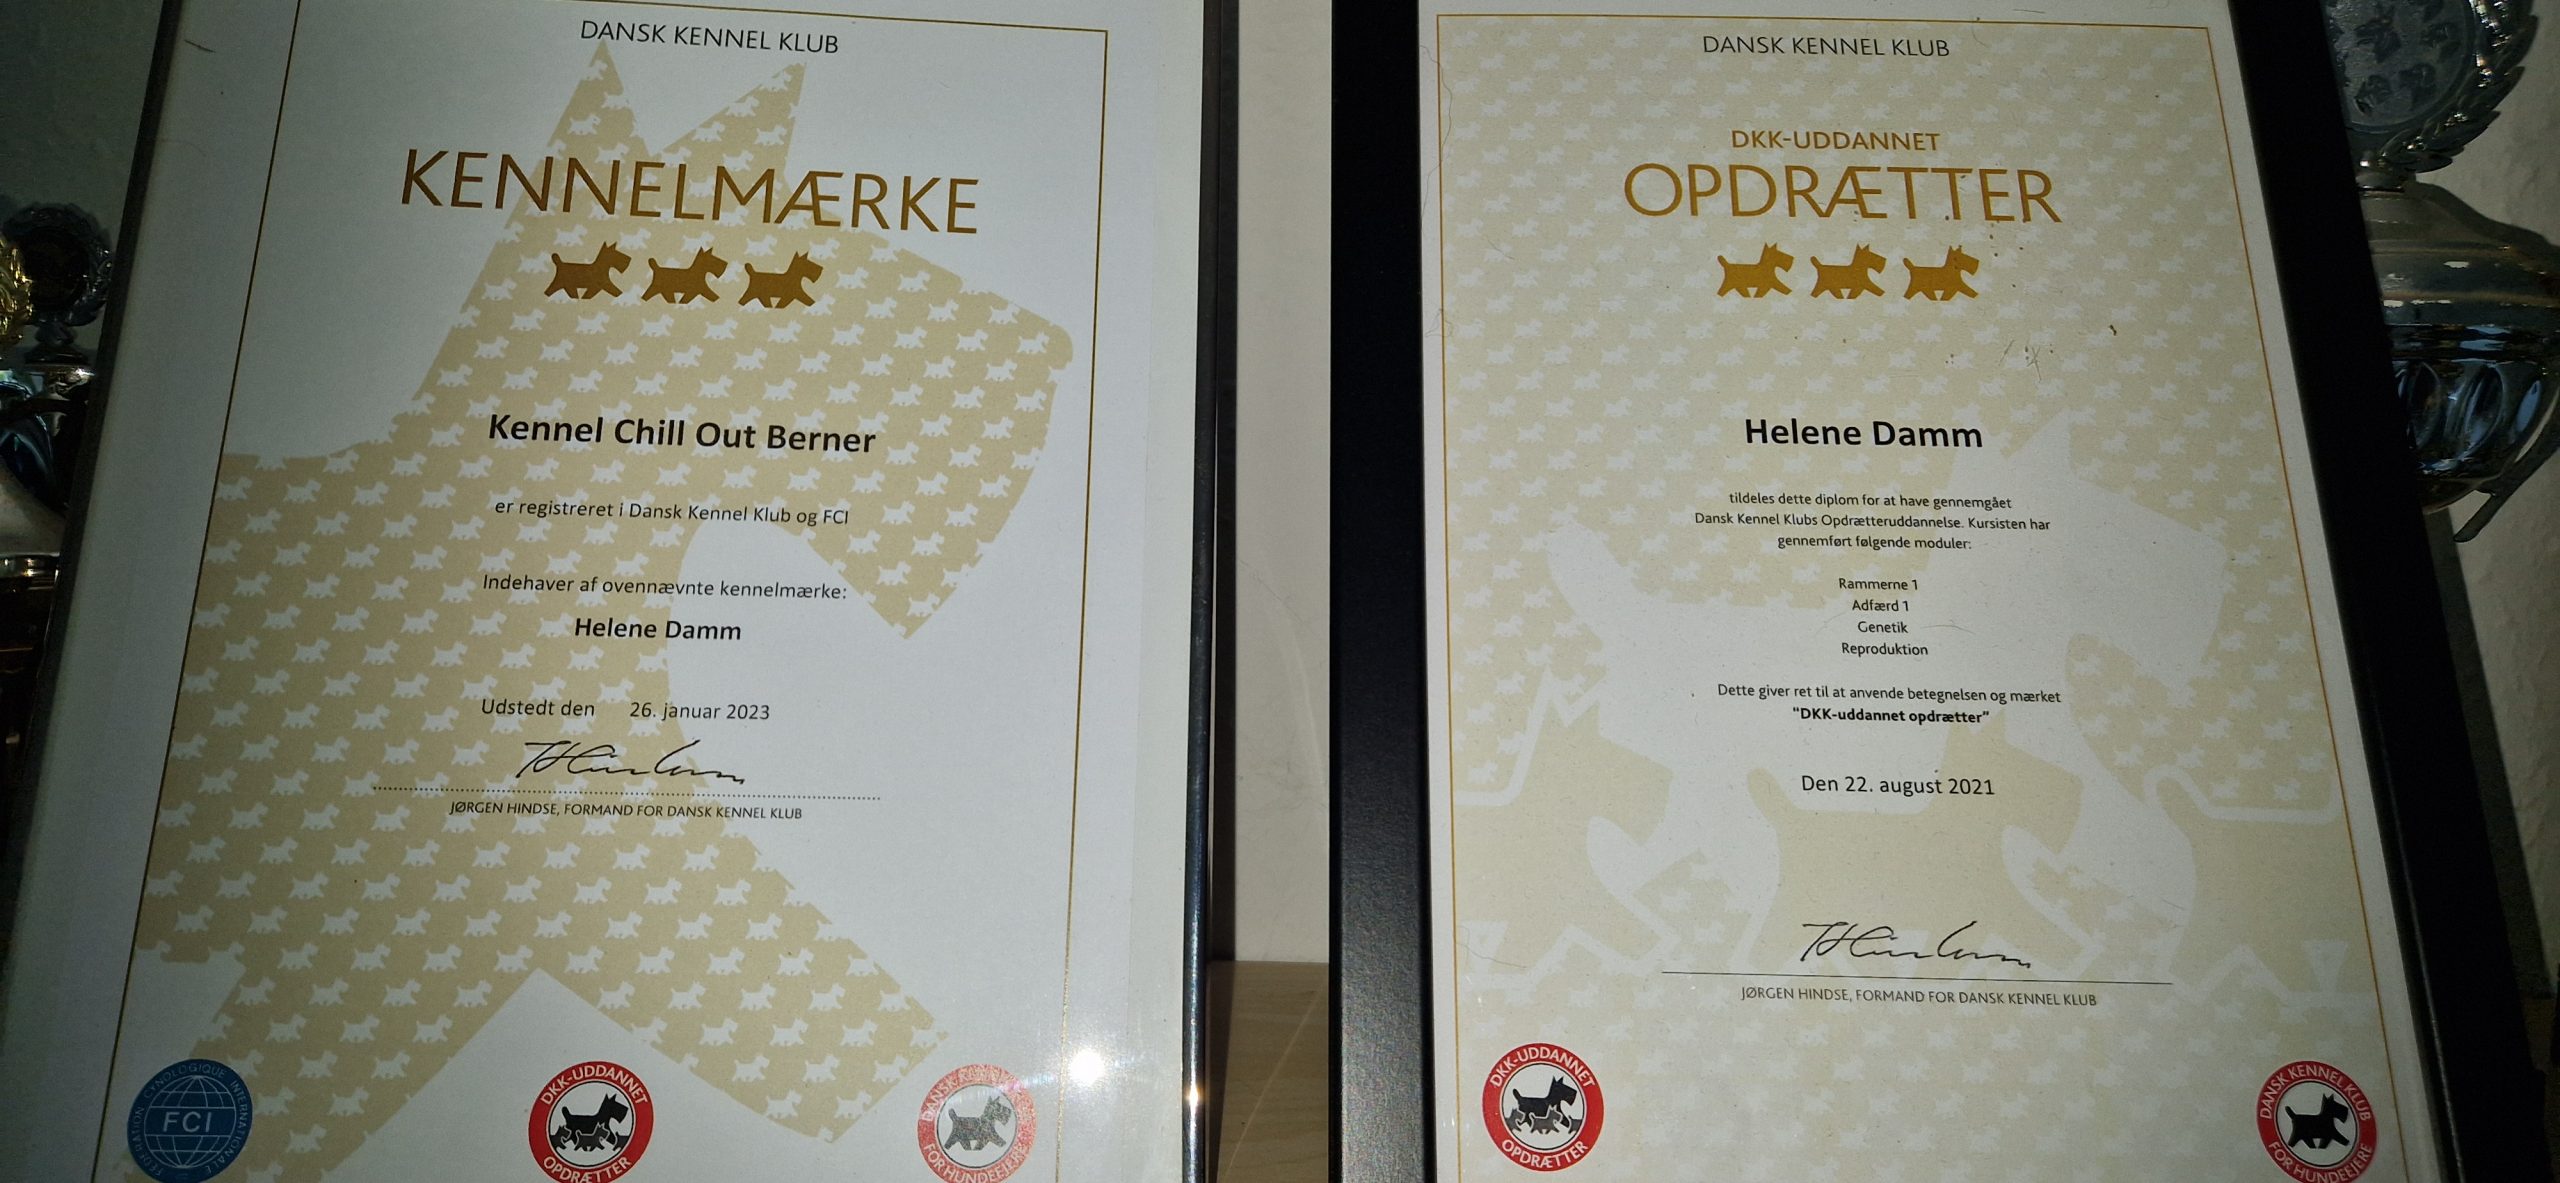 DANSK KENNEL KLUB
KENNELMÆRKE
Kennel Chill Out Berner
er registreret i Dansk Kennel Klub og FCI
Indehaver af ovennævnte kennelmærke:
Helene Damm
Udstedt den 26. januar 2023
JØRGEN HINDSE, FORMAND FOR DANSK KENNEL KLUB
FEDERATION CYNOLOGIQUE INTERNATIONALE
FCI
DKK-UDDANNET
OPDRÆTTER
DANSK KENNEL
FOR HUNDEEJERE
DANSK KENNEL KLUB
DKK-UDDANNET
OPDRÆTTER
Helene Damm
tildeles dette diplom for at have gennemgået
Dansk Kennel Klubs Opdrætteruddannelse. Kursisten har
gennemført følgende moduler:
Rammerne 1
Adfærd 1
Genetik
Reproduktion
Dette giver ret til at anvende betegnelsen og mærket
"DKK-uddannet opdrætter"
Den 22. august 2021
JØRGEN HINDSE, FORMAND FOR DANSK KENNEL KLUB
DKK-UDDANNET
OPDRÆTTER
DANSK KENNEL KLUB
FOR HUNDEEJERE